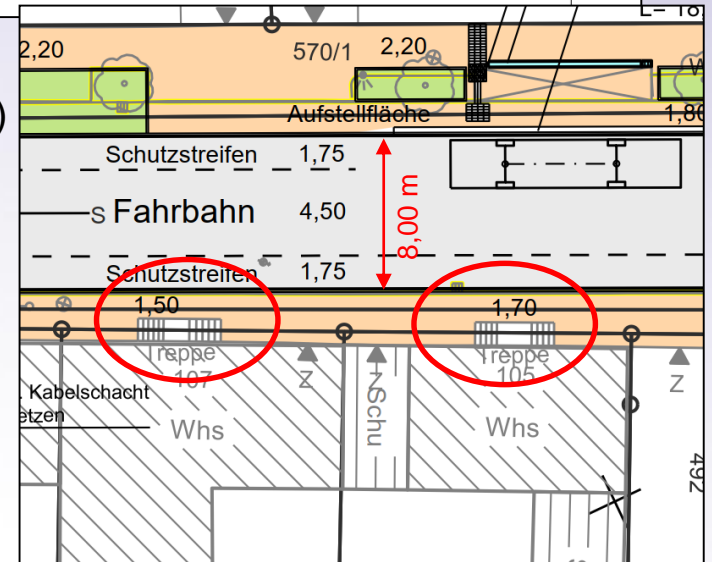 L= 18,
2,20
570/1
2,20
W
)
Aufstellfläche
1,80
Schutzstreifen 1,75
S Fahrbahn 4,50
8,00 m
Schutzstreifen 1,75
1,50
1,70
Treppe
107
Treppe
105
Z
Z
Z
. Kabelschacht
etzen
Schu
Whs
Whs
492